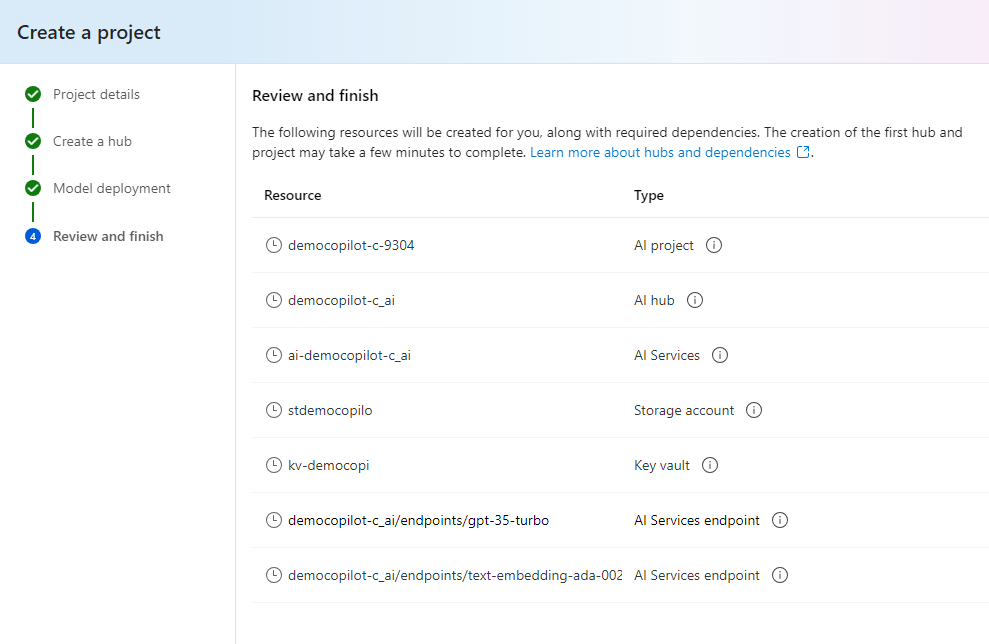 Create a project
Project details
Create a hub
Model deployment
4 Review and finish
Review and finish
The following resources will be created for you, along with required dependencies. The creation of the first hub and
project may take a few minutes to complete. Learn more about hubs and dependencies.
Resource Type
democopilot-c-9304 AI project
democopilot-c_ai AI hub
ai-democopilot-c_ai AI Services
stdemocopilo Storage account
kv-democopi Key vault
democopilot-c_ai/endpoints/gpt-35-turbo AI Services endpoint
democopilot-c_ai/endpoints/text-embedding-ada-002 AI Services endpoint